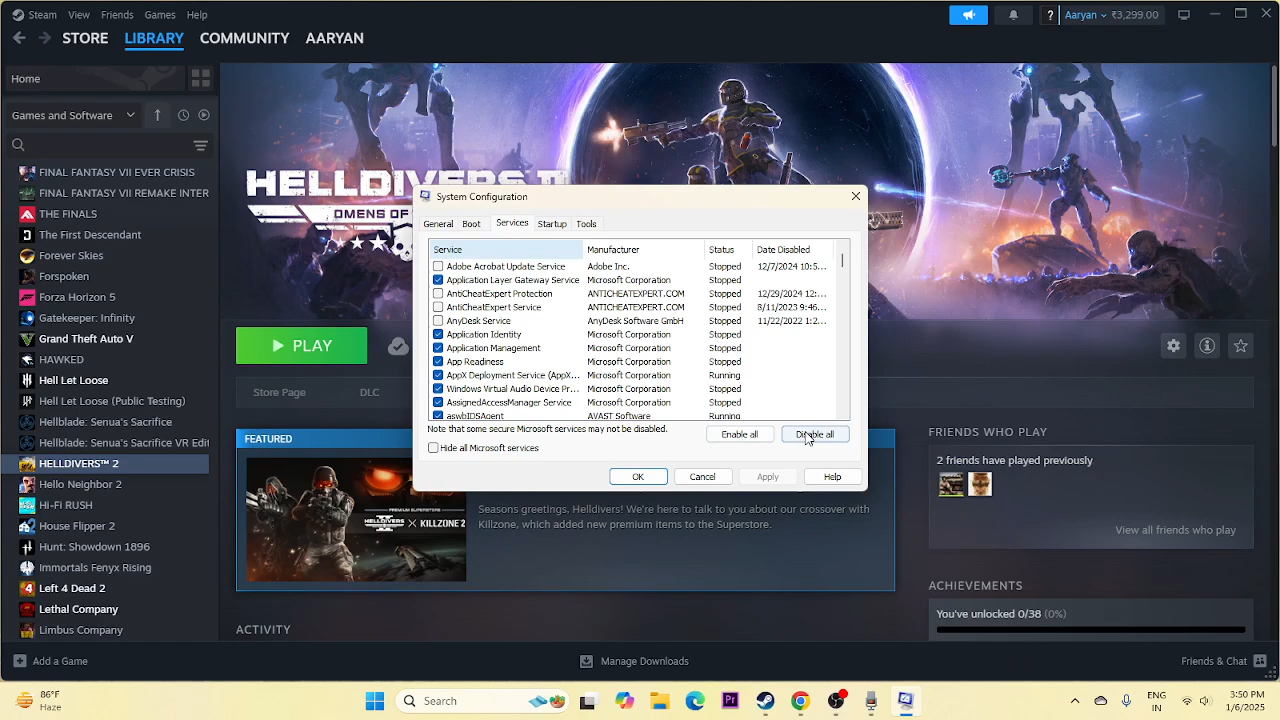 Steam View Friends Games Help
? Aaryan ₹3,299.00
STORE LIBRARY COMMUNITY AARYAN
Home
Games and Software
FINAL FANTASY VII EVER CRISIS
FINAL FANTASY VII REMAKE INTER
THE FINALS
The First Descendant
Forever Skies
Forspoken
Forza Horizon 5
Gatekeeper: Infinity
Grand Theft Auto V
HAWKED
Hell Let Loose
Hell Let Loose (Public Testing)
Hellblade: Senua's Sacrifice
Hellblade: Senua's Sacrifice VR Edit
HELLDIVERS™ 2
Hello Neighbor 2
HI-FI RUSH
House Flipper 2
Hunt: Showdown 1896
Immortals Fenyx Rising
Left 4 Dead 2
Lethal Company
Limbus Company
HELLDIVERS II
OMENS OF
PLAY
Store Page DLC
System Configuration
General Boot Services Startup Tools
Service Manufacturer Status Date Disabled
Adobe Acrobat Update Service Adobe Inc. Stopped 12/7/2024 10:5...
Application Layer Gateway Service Microsoft Corporation Stopped
AntiCheatExpert Protection ANTICHEATEXPERT.COM Stopped 12/29/2024 12:...
AntiCheatExpert Service ANTICHEATEXPERT.COM Stopped 8/11/2023 9:46...
AnyDesk Service AnyDesk Software GmbH Stopped 11/22/2022 1:2...
Application Identity Microsoft Corporation Stopped
Application Management Microsoft Corporation Stopped
App Readiness Microsoft Corporation Stopped
AppX Deployment Service (AppX... Microsoft Corporation Running
Windows Virtual Audio Device Pr... Microsoft Corporation Stopped
AssignedAccessManager Service Microsoft Corporation Stopped
aswbIDSAgent AVAST Software Running
Note that some secure Microsoft services may not be disabled.
Enable all Disable all
Hide all Microsoft services
OK Cancel Apply Help
FEATURED
HELLDIVERS II × KILLZONE 2
Seasons greetings, Helldivers! We're here to talk to you about our crossover with
Killzone, which added new premium items to the Superstore.
ACTIVITY
FRIENDS WHO PLAY
2 friends have played previously
View all friends who play
ACHIEVEMENTS
You've unlocked 0/38 (0%)
Add a Game Manage Downloads Friends & Chat
86°F
Haze
Search
Pr
ENG
IN
3:50 PM
1/6/2025